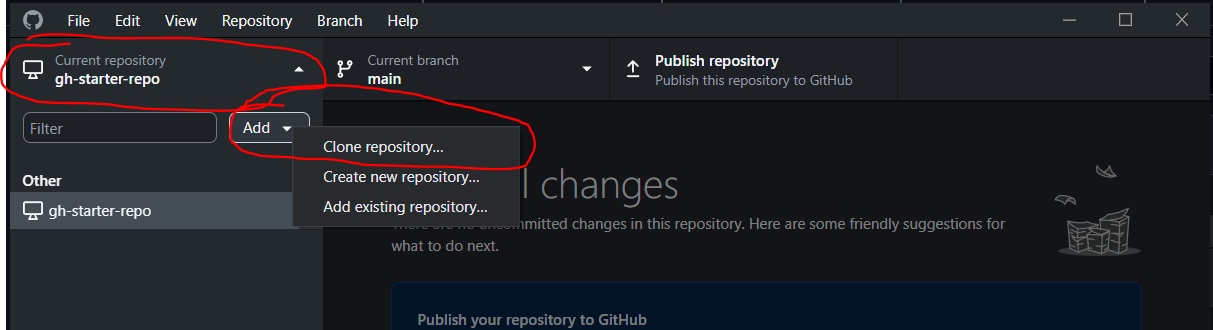 File Edit View Repository Branch Help
Current repository
gh-starter-repo
Current branch
main
Publish repository
Publish this repository to GitHub
Filter
Add
Clone repository...
Create new repository...
Add existing repository...
Other
gh-starter-repo
l changes
uncommitted changes in this repository. Here are some friendly suggestions for
what to do next.
Publish your repository to GitHub